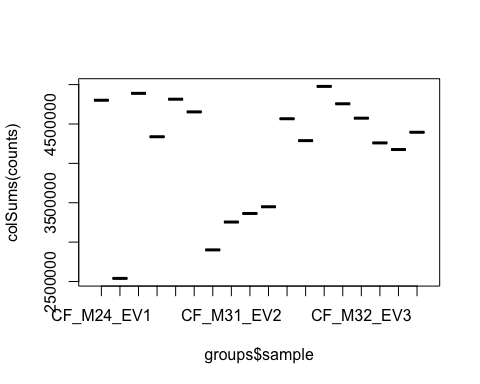 colSums(counts)
4500000
3500000
2500000
CF_M24_EV1 CF_M31_EV2 CF_M32_EV3
groups$sample